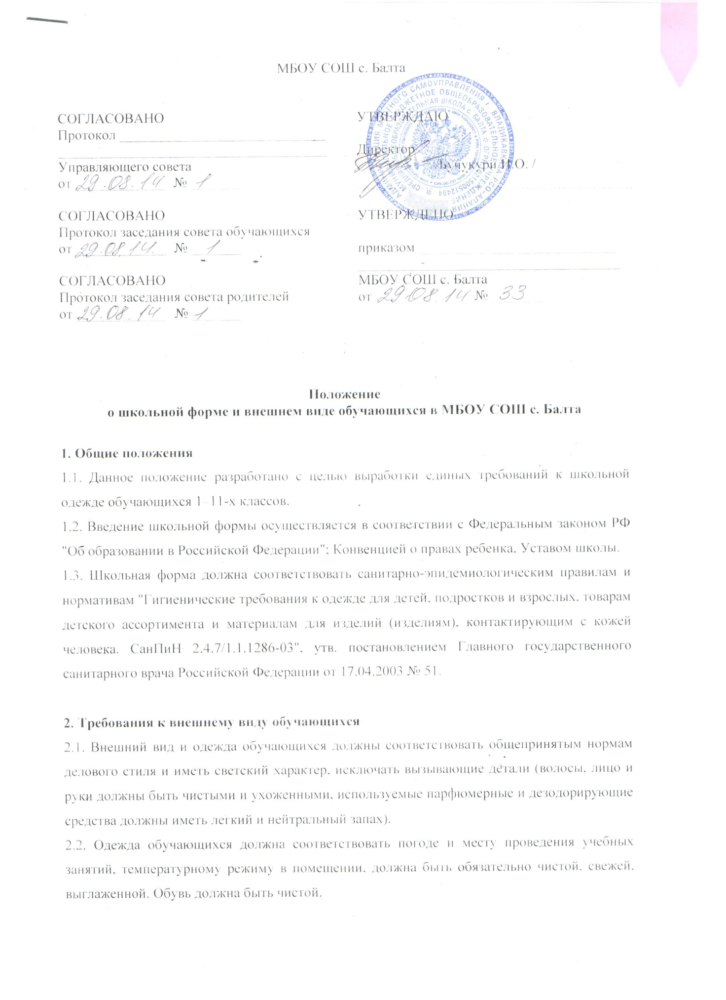 МБОУ СОШ с. Балта
СОГЛАСОВАНО
Протокол
Управляющего совета
от 29.08.14 № 1
СОГЛАСОВАНО
Протокол заседания совета обучающихся
от 29.08.14. № 1
СОГЛАСОВАНО
Протокол заседания совета родителей
от 29.08.14 № 1
УТВЕРЖДАЮ
Директор
Бучукури И.О. /
УТВЕРЖДЕНО
приказом
МБОУ СОШ с. Балта
от 29.08.14 № 33
Положение
о школьной форме и внешнем виде обучающихся в МБОУ СОШ с. Балта
1. Общие положения
1.1. Данное положение разработано с целью выработки единых требований к школьной
одежде обучающихся 1–11-х классов.
1.2. Введение школьной формы осуществляется в соответствии с Федеральным законом РФ
"Об образовании в Российской Федерации"; Конвенцией о правах ребенка, Уставом школы.
1.3. Школьная форма должна соответствовать санитарно-эпидемиологическим правилам и
нормативам "Гигиенические требования к одежде для детей, подростков и взрослых, товарам
детского ассортимента и материалам для изделий (изделиям), контактирующим с кожей
человека. СанПиН 2.4.7/1.1.1286-03", утв. постановлением Главного государственного
санитарного врача Российской Федерации от 17.04.2003 № 51.
2. Требования к внешнему виду обучающихся
2.1. Внешний вид и одежда обучающихся должны соответствовать общепринятым нормам
делового стиля и иметь светский характер, исключать вызывающие детали (волосы, лицо и
руки должны быть чистыми и ухоженными, используемые парфюмерные и дезодорирующие
средства должны иметь легкий и нейтральный запах).
2.2. Одежда обучающихся должна соответствовать погоде и месту проведения учебных
занятий, температурному режиму в помещении, должна быть обязательно чистой, свежей,
выглаженной. Обувь должна быть чистой.